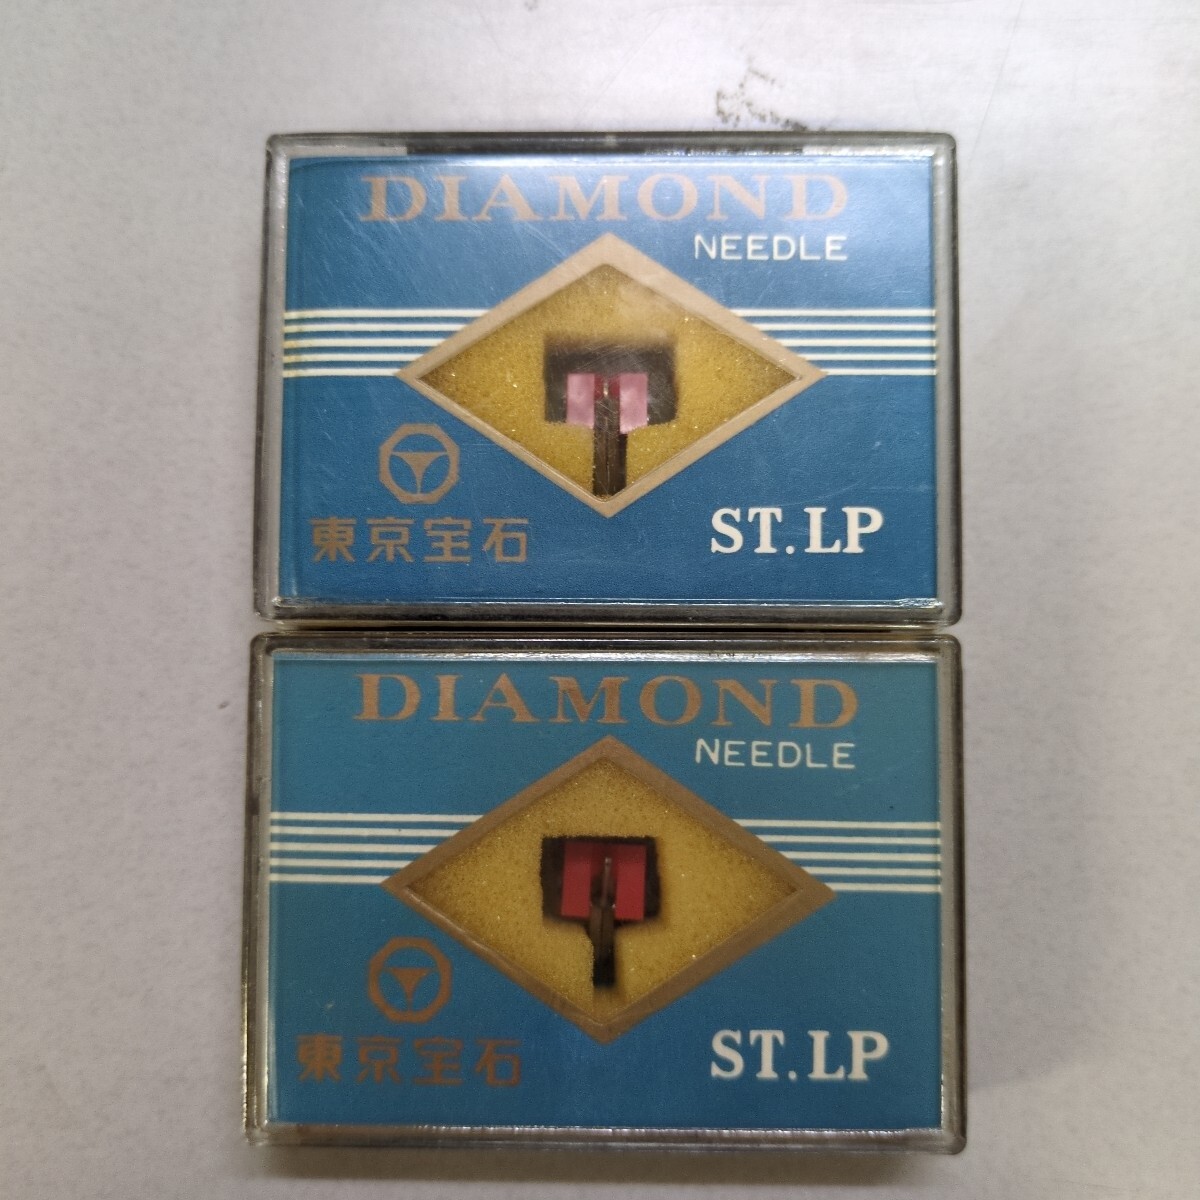 DIAMOND
NEEDLE
東京宝石
ST.LP
DIAMOND
NEEDLE
東京宝石
ST.LP